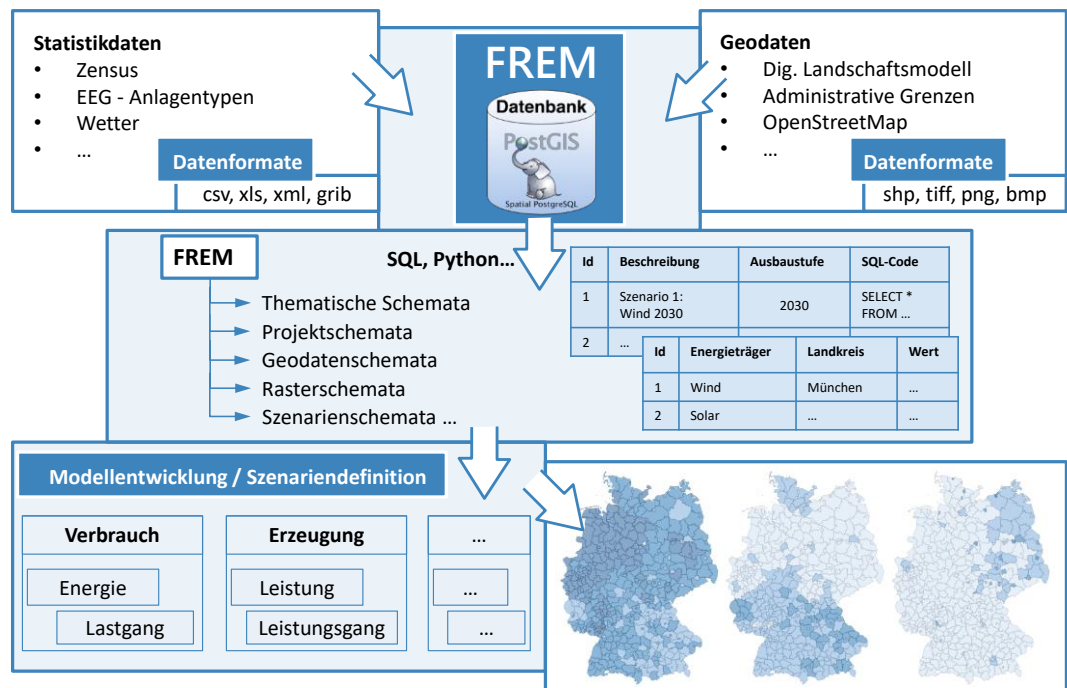 Statistikdaten
• Zensus
• EEG - Anlagentypen
• Wetter
• ...
Datenformate
csv, xls, xml, grib
FREM
Datenbank
PostGIS
Spatial PostgreSQL
Geodaten
• Dig. Landschaftsmodell
• Administrative Grenzen
• OpenStreetMap
• ...
Datenformate
shp, tiff, png, bmp
FREM
SQL, Python...
Thematische Schemata
Projektschemata
Geodatenschemata
Rasterschemata
Szenarienschemata ...
Id Beschreibung Ausbaustufe SQL-Code
1 Szenario 1: 2030 SELECT *
Wind 2030 FROM ...
2 ...
Id Energieträger Landkreis Wert
1 Wind München ...
2 Solar ... ...
Modellentwicklung / Szenariendefinition
Verbrauch
Energie
Lastgang
Erzeugung
Leistung
Leistungsgang
...
...
...